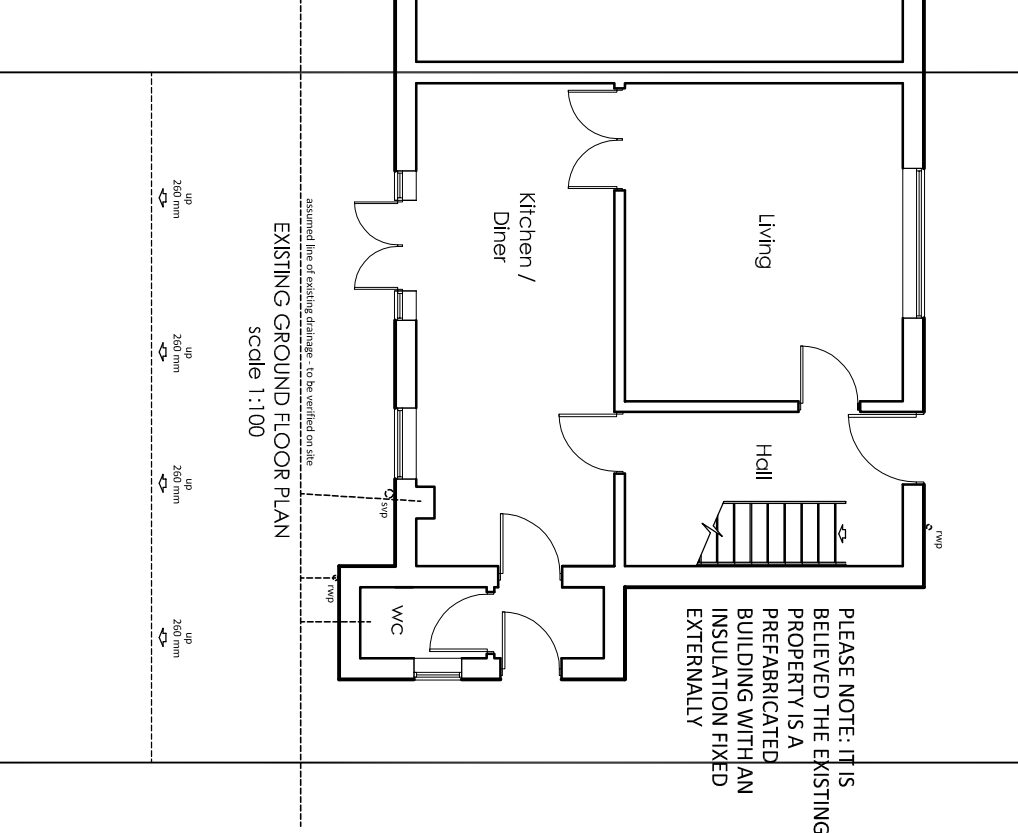 Living
Kitchen /
Diner
Hall
WC
rwp
svp
rwp
PLEASE NOTE: IT IS
BELIEVED THE EXISTING
PROPERTY IS A
PREFABRICATED
BUILDING WITH AN
INSULATION FIXED
EXTERNALLY
assumed line of existing drainage - to be verified on site
EXISTING GROUND FLOOR PLAN
scale 1:100
up
260 mm
up
260 mm
up
260 mm
up
260 mm